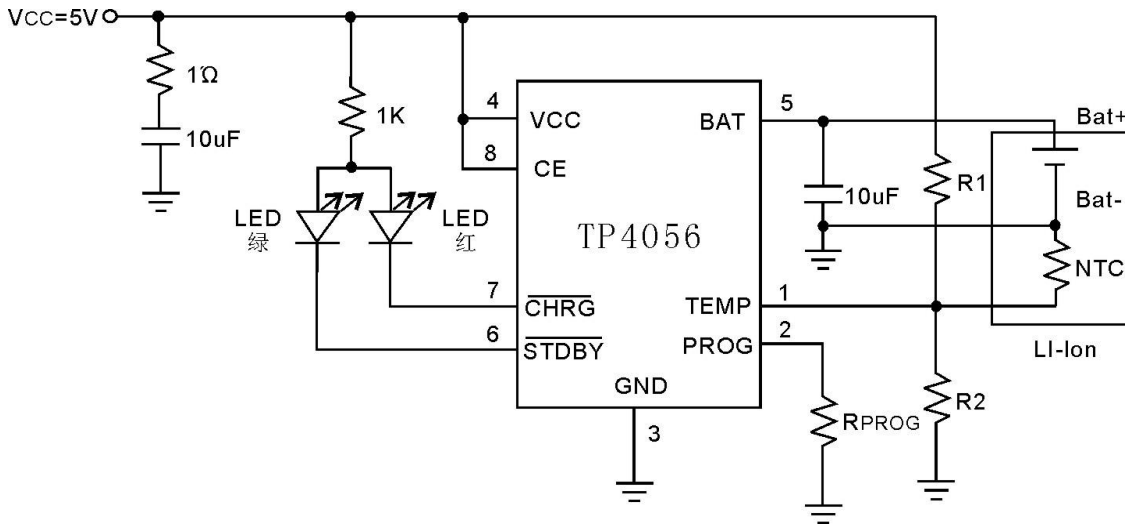 VCC=5V
1Ω
10uF
1K
LED
绿
LED
红
4
VCC
8
CE
7
CHRG
6
STDBY
TP4056
GND
3
BAT
5
TEMP
1
PROG
2
10uF
R1
R2
RPROG
Bat+
Bat-
NTC
LI-Ion